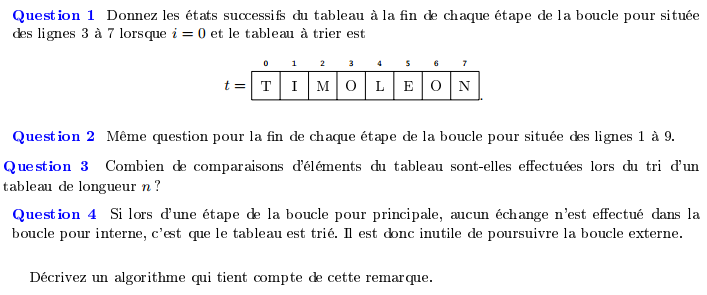 Question 1 Donnez les états successifs du tableau à la fin de chaque étape de la boucle pour située
des lignes 3 à 7 lorsque i = 0 et le tableau à trier est
0 1 2 3 4 5 6 7
t = T I M O L E O N .
Question 2 Même question pour la fin de chaque étape de la boucle pour située des lignes 1 à 9.
Question 3 Combien de comparaisons d'éléments du tableau sont-elles effectuées lors du tri d'un
tableau de longueur n ?
Question 4 Si lors d'une étape de la boucle pour principale, aucun échange n'est effectué dans la
boucle pour interne, c'est que le tableau est trié. Il est donc inutile de poursuivre la boucle externe.
Décrivez un algorithme qui tient compte de cette remarque.